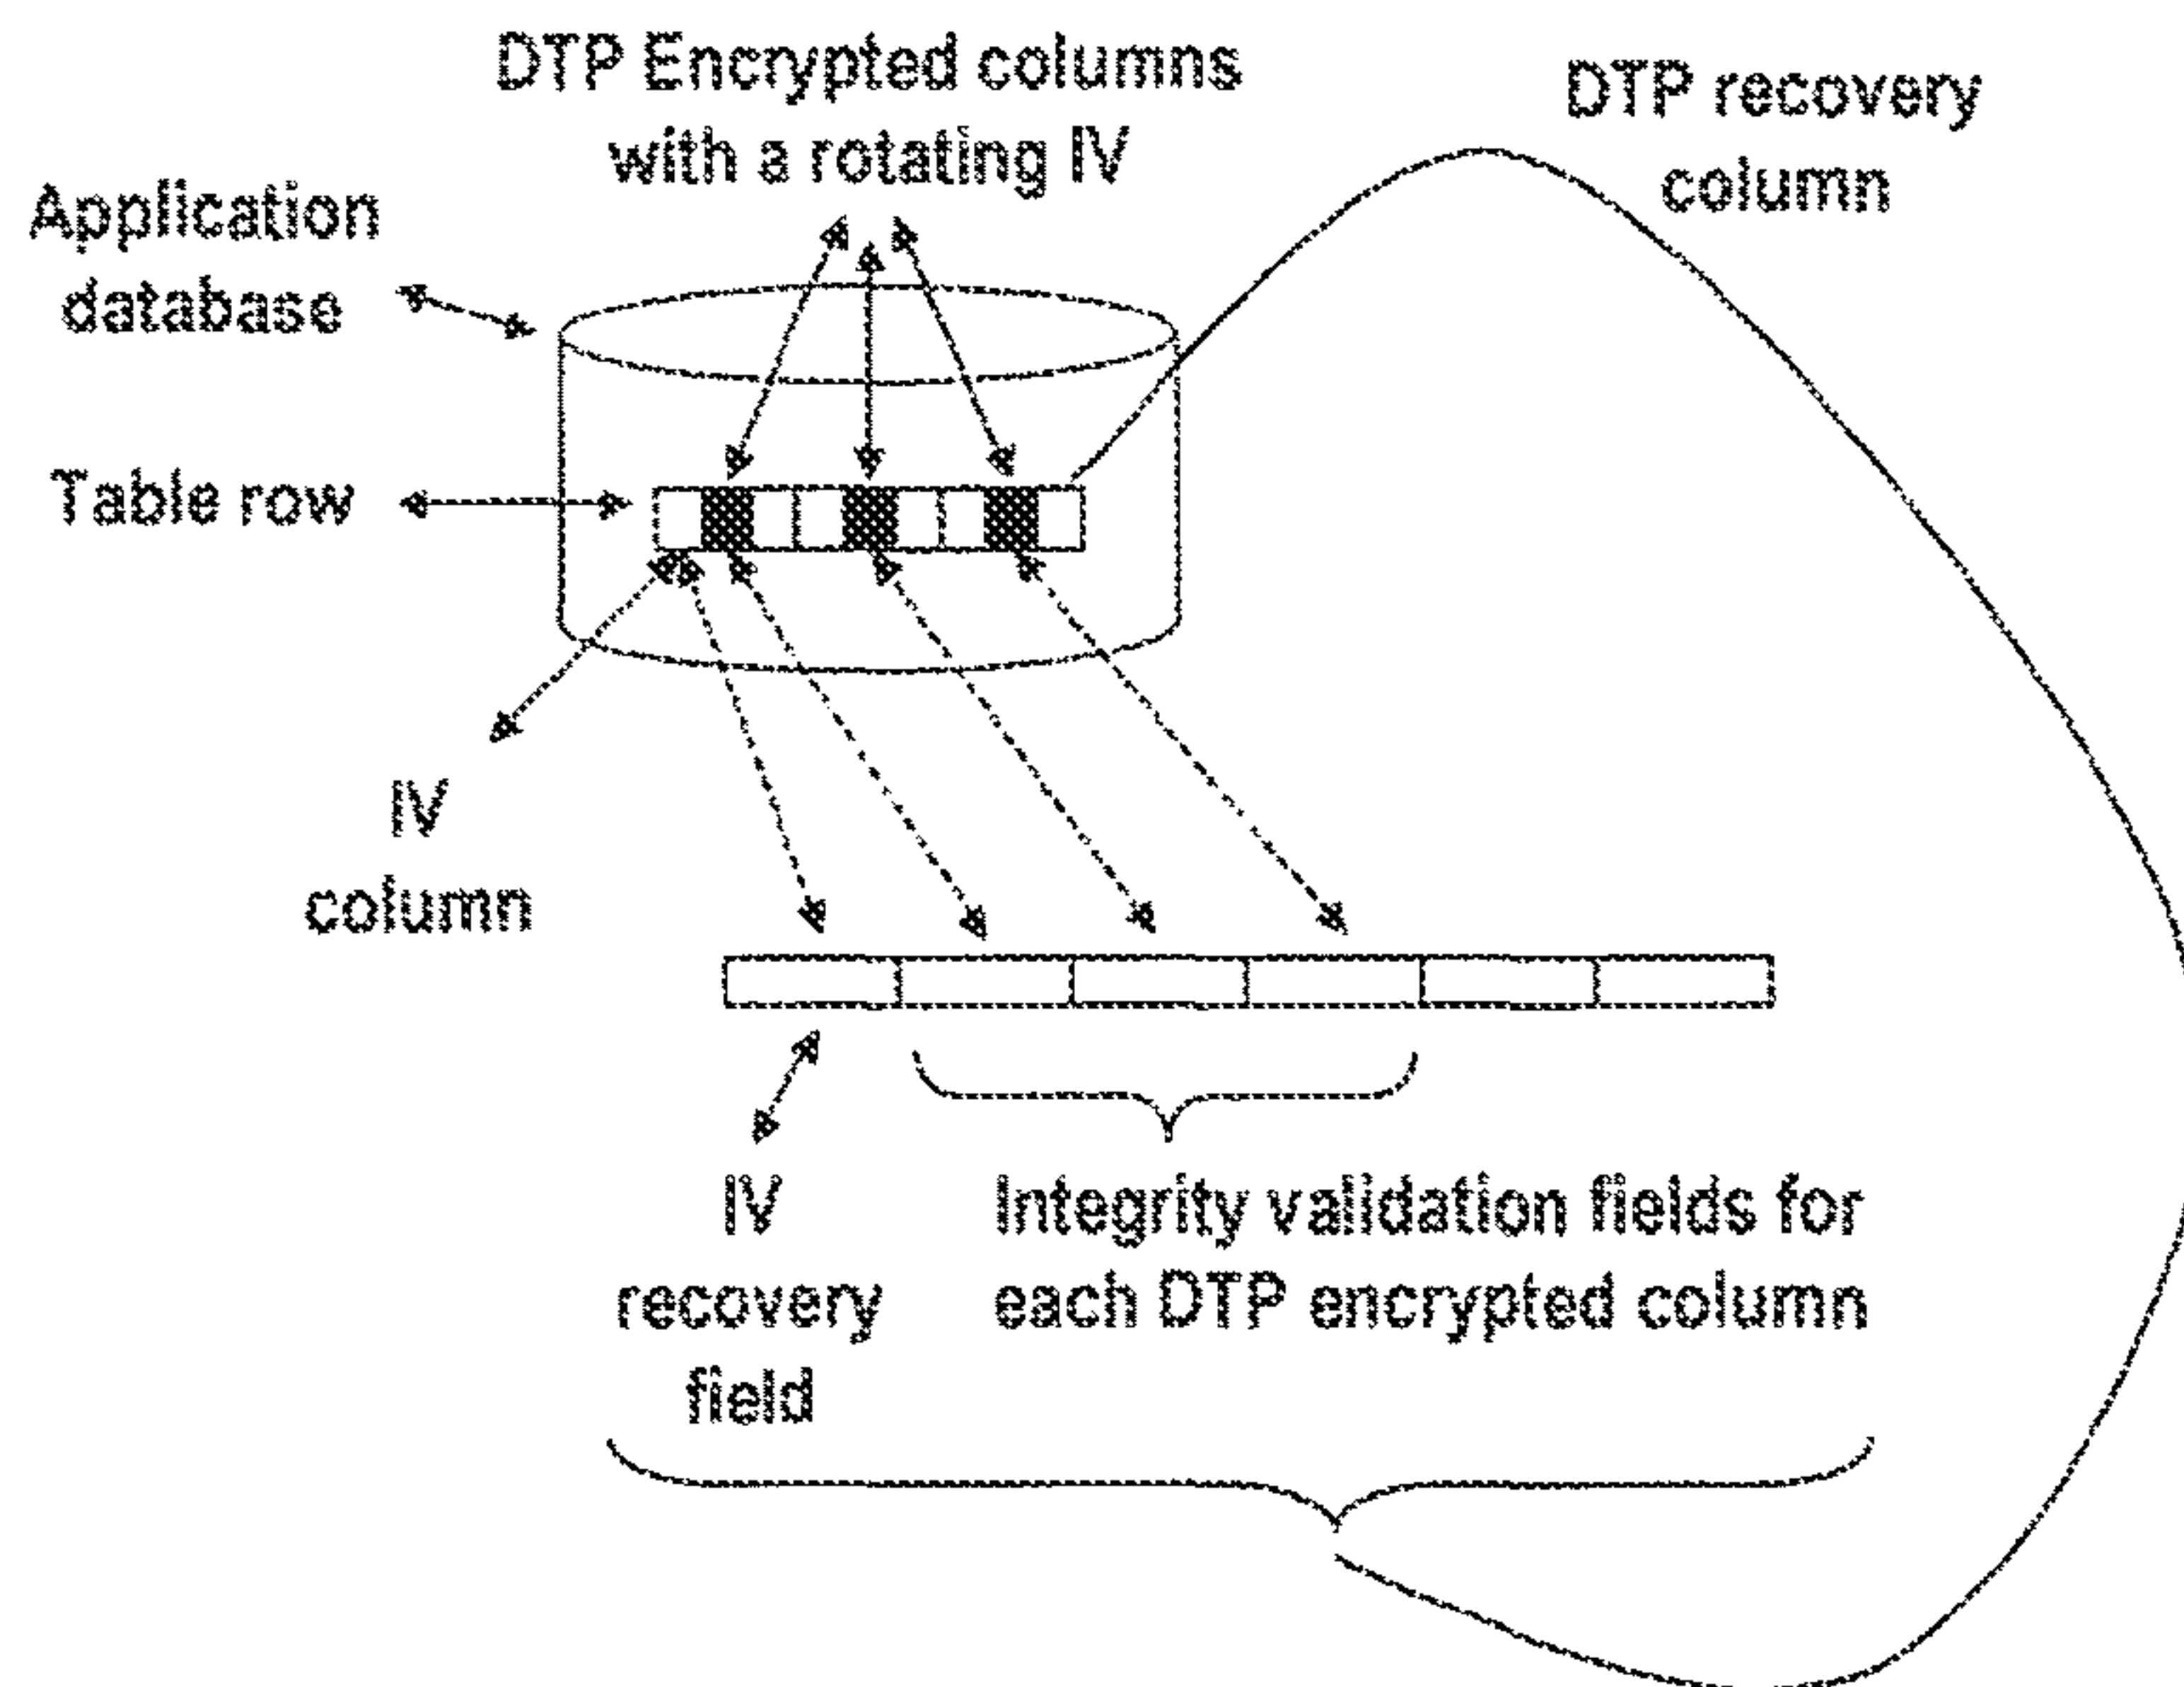 DTP Encrypted columns
with a rotating IV
DTP recovery
column
Application
database
Table row
IV
column
IV
recovery
field
Integrity validation fields for
each DTP encrypted column